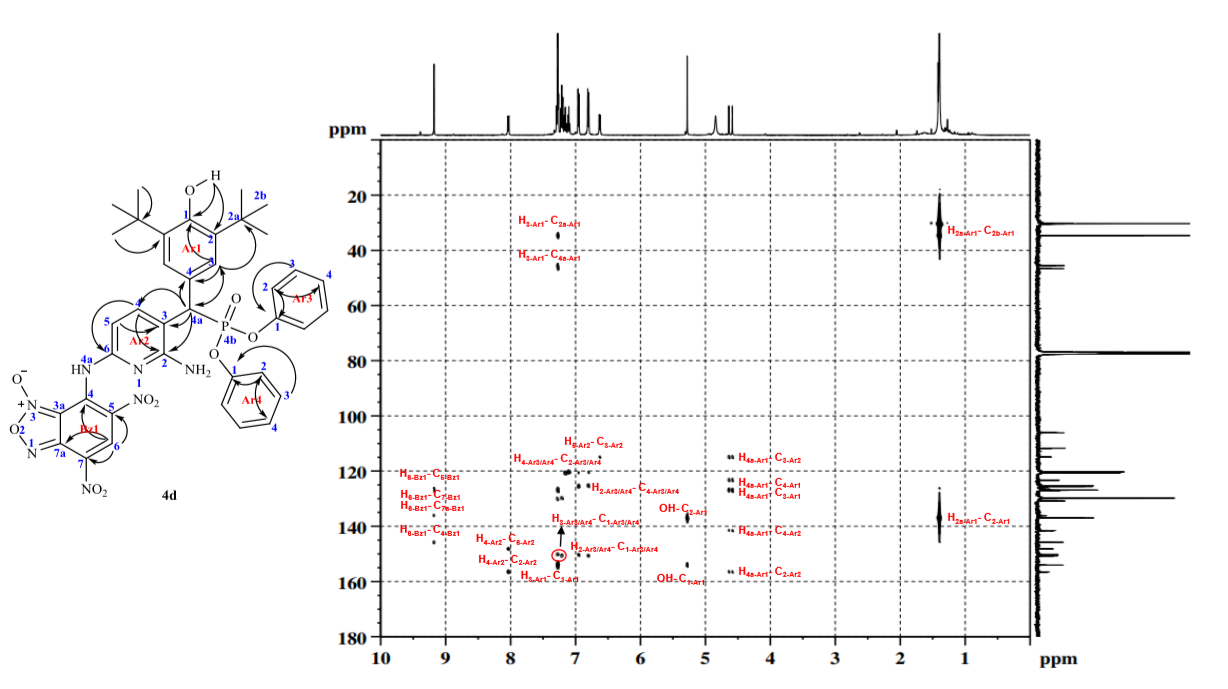 ppm
20
40
60
80
100
120
140
160
180
10
9
8
7
6
5
4
3
2
1
ppm
H3-Ar1- C2a-Ar1
H3-Ar1- C4a-Ar1
H2a-Ar1- C2b-Ar1
H5-Ar2- C3-Ar2
H4-Ar3/Ar4- C2-Ar3/Ar4
H4a-Ar1- C3-Ar2
H6-Bz1- C5-Bz1
H2-Ar3/Ar4- C4-Ar3/Ar4
H4a-Ar1- C4-Ar1
H4a-Ar1- C3-Ar1
H6-Bz1- C7-Bz1
H6-Bz1- C7a-Bz1
OH- C2-Ar1
H3-Ar3/Ar4- C1-Ar3/Ar4
H2a-Ar1- C2-Ar1
H6-Bz1- C4-Bz1
H4a-Ar1- C4-Ar2
H4-Ar2- C6-Ar2
H2-Ar3/Ar4- C1-Ar3/Ar4
H4-Ar2- C2-Ar2
H3-Ar1- C1-Ar1
OH- C1-Ar1
H4a-Ar1- C2-Ar2
O
H
2b
1
2a
2
Ar1
3
4
3
4
2
Ar3
1
O
4
3
4a
P
4b
O
5
Ar2
O
6
2
4a
HN
N
1
NH2
1
2
Ar4
3
4
O−
4
5
NO2
+
N
3
3a
Bz1
O
2
6
1
N
7a
7
NO2
4d